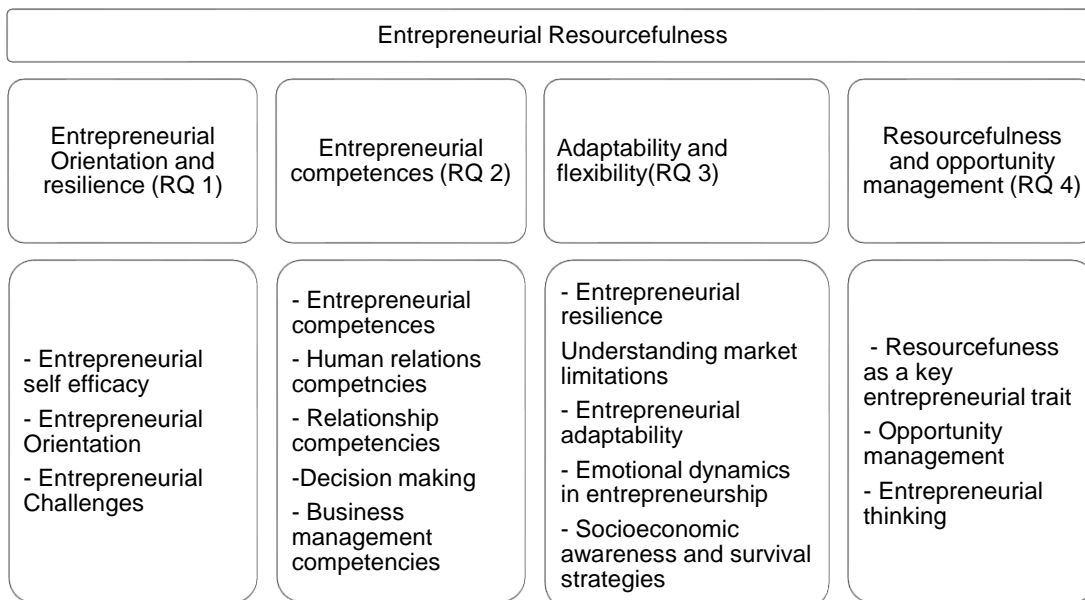 Entrepreneurial Resourcefulness
Entrepreneurial
Orientation and
resilience (RQ 1)
Entrepreneurial
competences (RQ 2)
Adaptability and
flexibility(RQ 3)
Resourcefulness
and opportunity
management (RQ 4)
- Entrepreneurial
self efficacy
- Entrepreneurial
Orientation
- Entrepreneurial
Challenges
- Entrepreneurial
competences
- Human relations
competncies
- Relationship
competencies
-Decision making
- Business
management
competencies
- Entrepreneurial
resilience
Understanding market
limitations
- Entrepreneurial
adaptability
- Emotional dynamics
in entrepreneurship
- Socioeconomic
awareness and survival
strategies
- Resourcefuness
as a key
entrepreneurial trait
- Opportunity
management
- Entrepreneurial
thinking